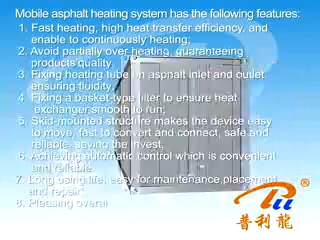 Mobile asphalt heating system has the following features:
1. Fast heating, high heat transfer efficiency, and
enable to continuously heating;
2. Avoid partially over heating, guaranteeing
products quality.
3. Fixing heating tube on asphalt inlet and outlet
ensuring fluidity;
4. Fixing a basket-type filter to ensure heat
exchanger smooth to run;
5. Skid-mounted structure makes the device easy
to move, fast to convert and connect, safe and
reliable, saving the invest,
6. Achieving automatic control which is convenient
and reliable
7. Long using life, easy for maintenance,placement
and repair
8. Pleasing overal
®
普利龍